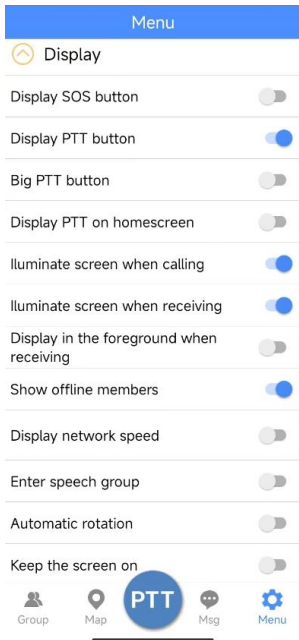 Menu
Display
Display SOS button
Display PTT button
Big PTT button
Display PTT on homescreen
Iluminate screen when calling
Iluminate screen when receiving
Display in the foreground when
receiving
Show offline members
Display network speed
Enter speech group
Automatic rotation
Keep the screen on
PTT
Group
Map
Msg
Menu